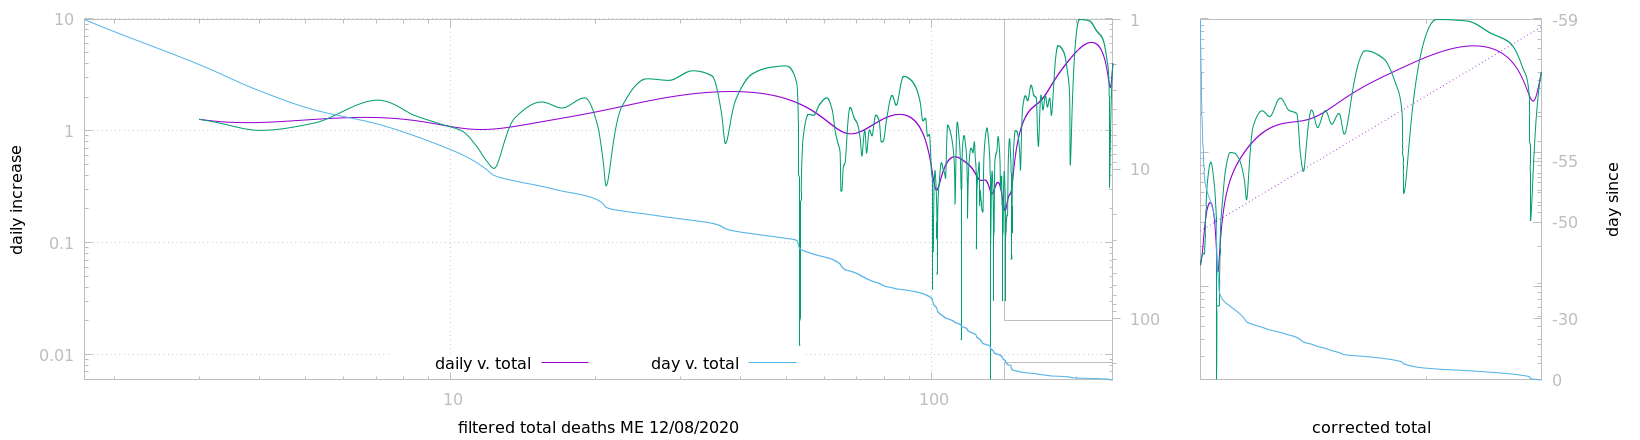 10
1
0.1
0.01
daily increase
daily v. total
day v. total
10
100
filtered total deaths ME 12/08/2020
1
10
100
-59
-55
-50
-30
0
day since
corrected total